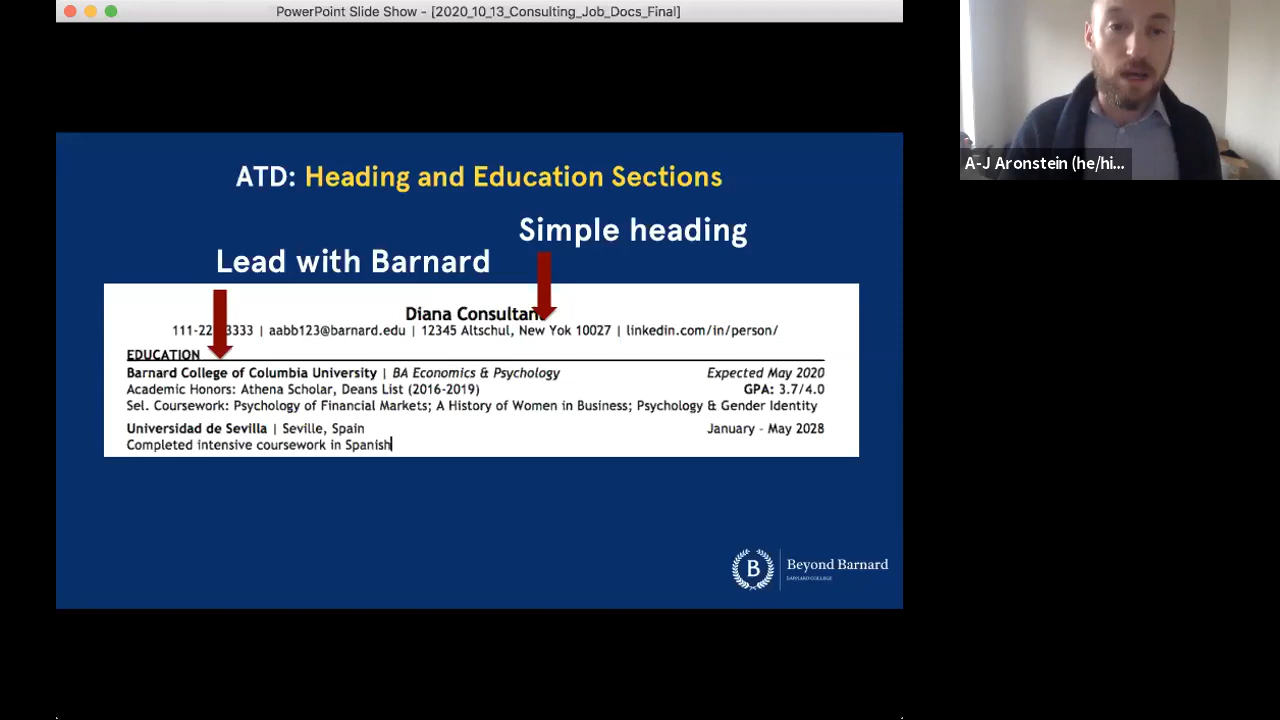 PowerPoint Slide Show - [2020_10_13_Consulting_Job_Docs_Final]
A-J Aronstein (he/hi...
ATD: Heading and Education Sections
Simple heading
Lead with Barnard
Diana Consultant
111-22 3333 | aabb123@barnard.edu | 12345 Altschul, New Yok 10027 | linkedin.com/in/person/
EDUCATION
Barnard College of Columbia University | BA Economics & Psychology Expected May 2020
Academic Honors: Athena Scholar, Deans List (2016-2019) GPA: 3.7/4.0
Sel. Coursework: Psychology of Financial Markets; A History of Women in Business; Psychology & Gender Identity
Universidad de Sevilla | Seville, Spain January - May 2028
Completed intensive coursework in Spanish
B
Beyond Barnard
BARNARD COLLEGE